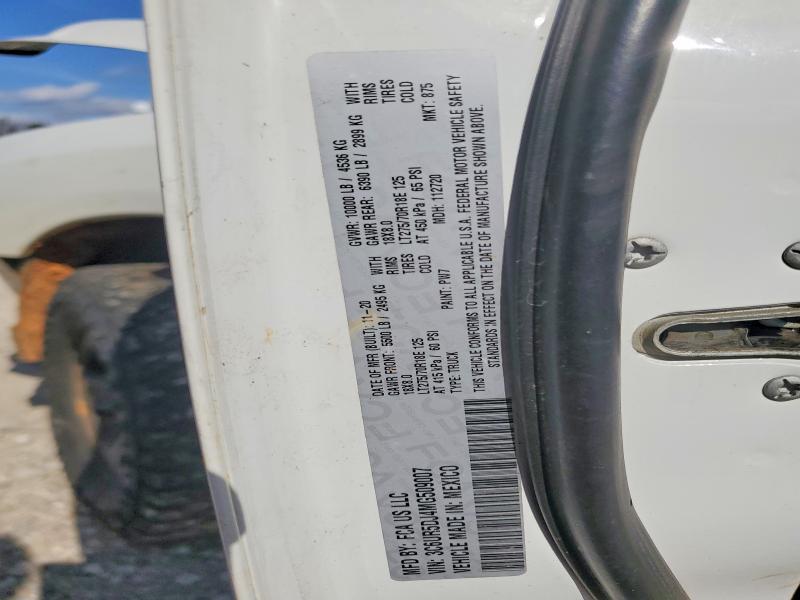 MFD BY: FCA US LLC
DATE OF MFR (BUILT): 11-20
GVWR: 10000 LB / 4536 KG
GAWR FRONT: 5500 LB / 2495 KG WITH
18X8.0 RIMS
LT275/70R18E 125 TIRES
AT 415 kPa / 60 PSI COLD
GAWR REAR: 6390 LB / 2899 KG WITH
18X8.0 RIMS
LT275/70R18E 125 TIRES
AT 450 kPa / 65 PSI COLD
VIN: 3C6UR5DJ4MG509007
TYPE: TRUCK
PAINT: PW7
MDH: 112720
MKT: 875
VEHICLE MADE IN: MEXICO
THIS VEHICLE CONFORMS TO ALL APPLICABLE U.S.A. FEDERAL MOTOR VEHICLE SAFETY
STANDARDS IN EFFECT ON THE DATE OF MANUFACTURE SHOWN ABOVE.